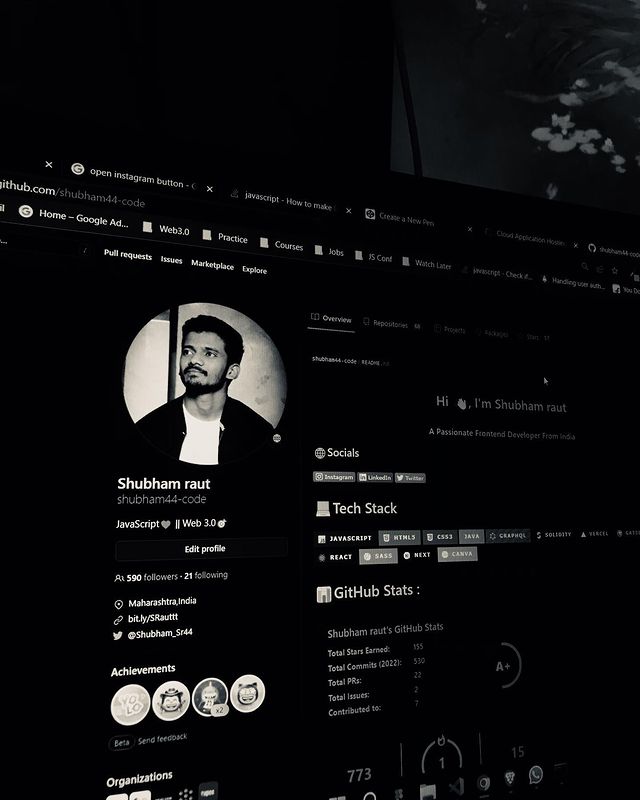 open instagram button -
javascript - How to make
Create a New Pen
Cloud Application Hosting
shubham44-code
github.com/shubham44-code
Home – Google Ad...
Web3.0
Practice
Courses
Jobs
JS Conf
Watch Later
javascript - Check if...
Handling user auth...
You Do
/
Pull requests
Issues
Marketplace
Explore
Overview
Repositories 68
Projects
Packages
Stars 17
shubham44-code / README.md
Hi 👋, I'm Shubham raut
A Passionate Frontend Developer From India
Socials
Instagram
LinkedIn
Twitter
Shubham raut
shubham44-code
JavaScript || Web 3.0
Edit profile
590 followers · 21 following
Maharashtra,India
bit.ly/SRauttt
@Shubham_Sr44
Tech Stack
JAVASCRIPT HTML5 CSS3 JAVA GRAPHQL SOLIDITY VERCEL
REACT SASS NEXT CANVA
GitHub Stats :
Shubham raut's GitHub Stats
Total Stars Earned: 155
Total Commits (2022): 530
Total PRs: 22
Total Issues: 2
Contributed to: 7
A+
Achievements
YOLO
x2
Beta Send feedback
Organizations
773
1
15